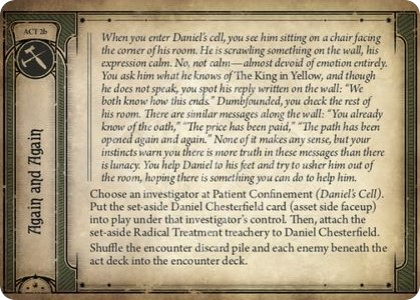 ACT 2b
Again and Again
When you enter Daniel's cell, you see him sitting on a chair facing
the corner of his room. He is scrawling something on the wall, his
expression calm. No, not calm—almost devoid of emotion entirely.
You ask him what he knows of The King in Yellow, and though
he does not speak, you spot his reply written on the wall: "We
both know how this ends." Dumbfounded, you check the rest of
his room. There are similar messages along the wall: "You already
know of the oath," "The price has been paid," "The path has been
opened again and again." None of it makes any sense, but your
instincts warn you there is more truth in these messages than there
is lunacy. You help Daniel to his feet and try to usher him out of
the room, hoping there is something you can do to help him.
Choose an investigator at Patient Confinement (Daniel's Cell).
Put the set-aside Daniel Chesterfield card (asset side faceup)
into play under that investigator's control. Then, attach the
set-aside Radical Treatment treachery to Daniel Chesterfield.
Shuffle the encounter discard pile and each enemy beneath the
act deck into the encounter deck.